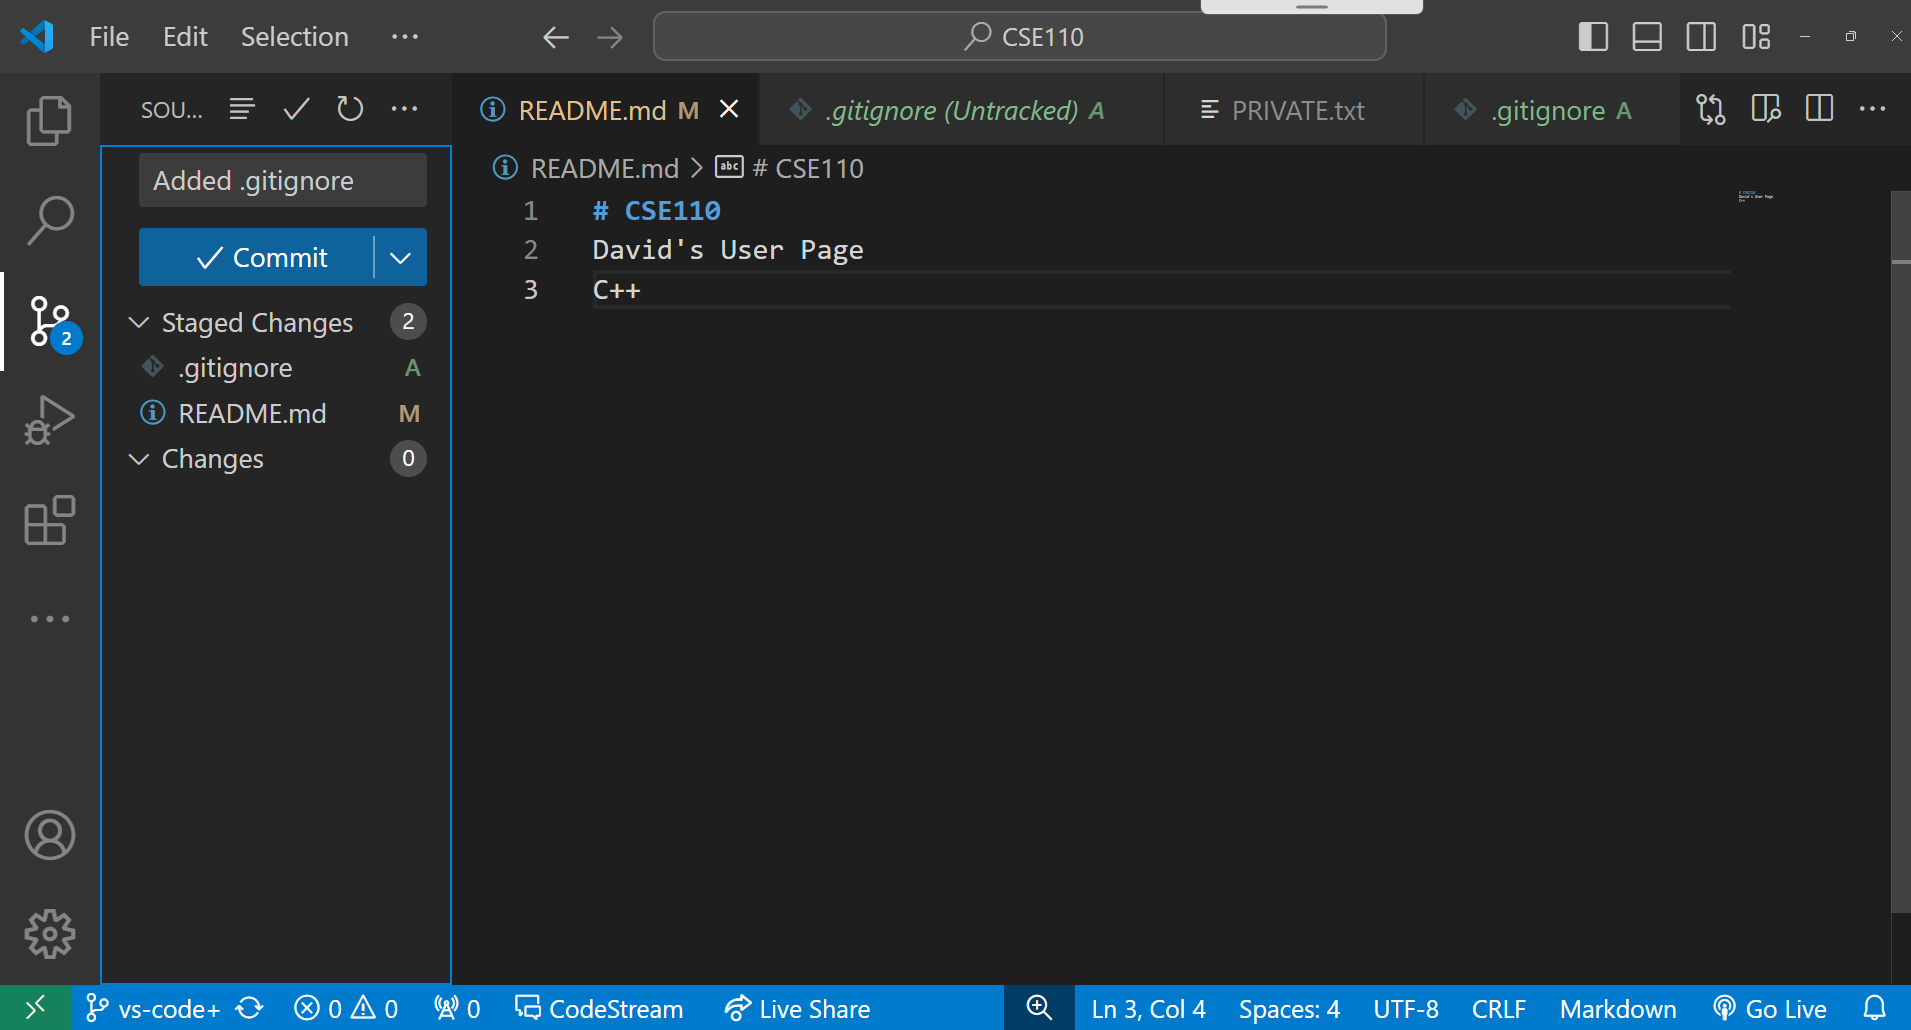 File Edit Selection ···
CSE110
SOU...
README.md M
.gitignore (Untracked) A
PRIVATE.txt
.gitignore A
Added .gitignore
Commit
Staged Changes 2
.gitignore A
README.md M
Changes 0
2
README.md > abc # CSE110
1 # CSE110
2 David's User Page
3 C++
vs-code+ 0 0 0 CodeStream Live Share Ln 3, Col 4 Spaces: 4 UTF-8 CRLF Markdown Go Live